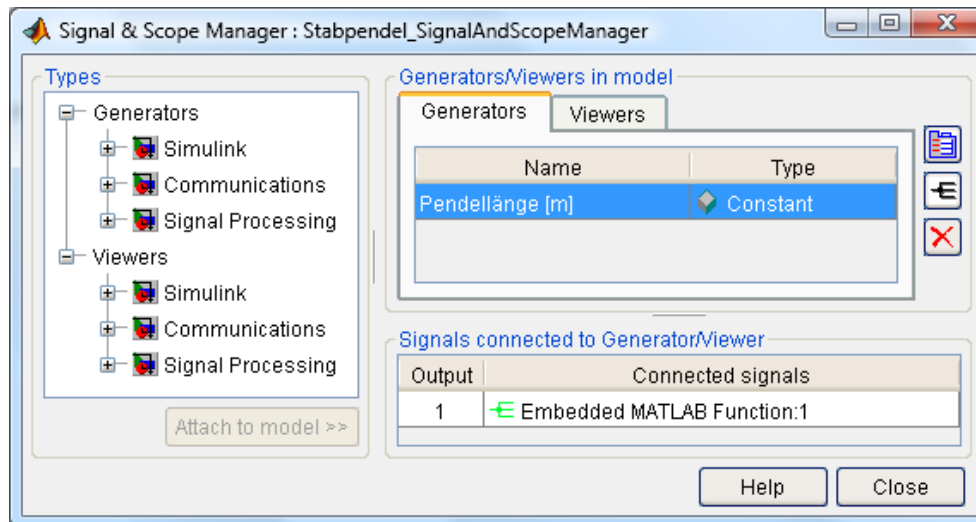 Signal & Scope Manager : Stabpendel_SignalAndScopeManager
Types
Generators
Simulink
Communications
Signal Processing
Viewers
Simulink
Communications
Signal Processing
Attach to model >>
Generators/Viewers in model
Generators Viewers
Name Type
Pendellänge [m] Constant
Signals connected to Generator/Viewer
Output Connected signals
1 Embedded MATLAB Function:1
Help Close